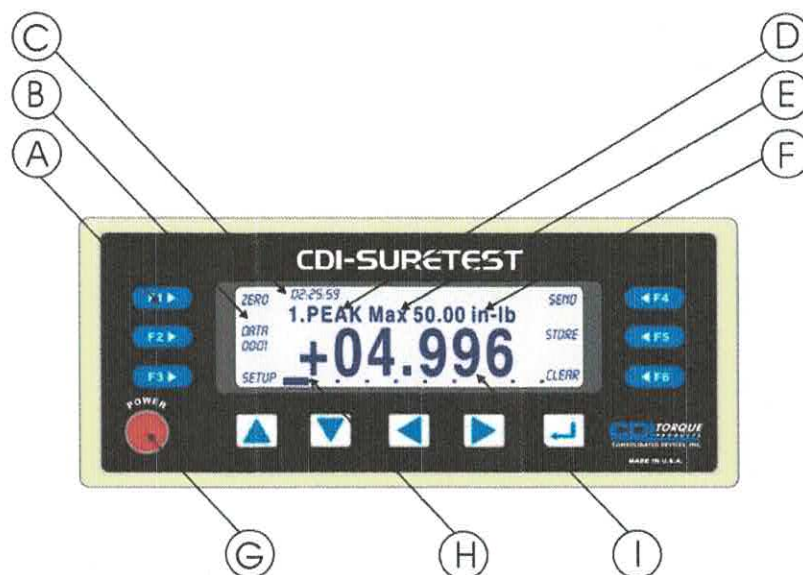 C
D
B
E
A
F
CDI-SURETEST
F1
ZERO
02:25:59
SEND
F4
1.PEAK Max 50.00 in-lb
F2
DATA
0001
+04.996
STORE
F5
F3
SETUP
CLEAR
F6
POWER
CDI TORQUE
PRODUCTS
CONSOLIDATED DEVICES, INC.
MADE IN U.S.A.
G
H
I